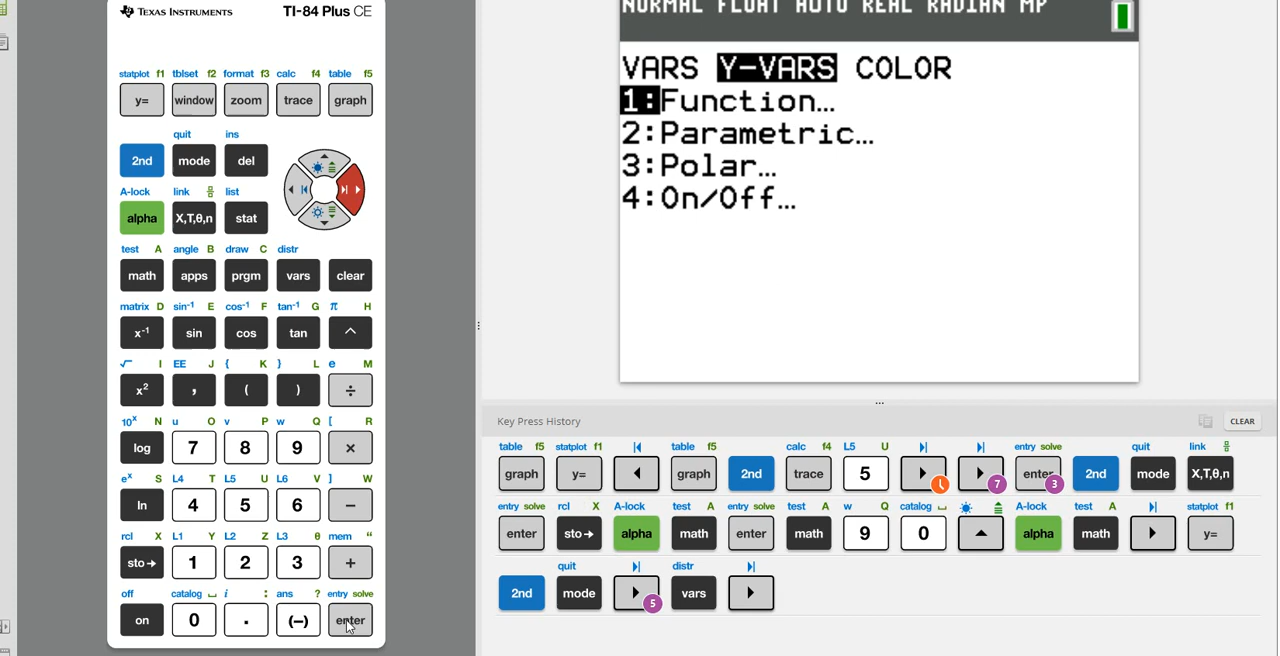 TEXAS INSTRUMENTS TI-84 Plus CE
statplot f1 tblset f2 format f3 calc f4 table f5
y= window zoom trace graph
quit ins
2nd mode del
A-lock link list
alpha X,T,θ,n stat
test A angle B draw C distr
math apps prgm vars clear
matrix D sin⁻¹ E cos⁻¹ F tan⁻¹ G π H
x⁻¹ sin cos tan ^
√ I EE J { K } L e M
x² , ( ) ÷
10ˣ N u O v P w Q [ R
log 7 8 9 ×
eˣ S L4 T L5 U L6 V ] W
ln 4 5 6 −
rcl X L1 Y L2 Z L3 θ mem "
sto→ 1 2 3 +
off catalog ⎵ i : ans ? entry solve
on 0 . (−) enter
NORMAL FLOAT AUTO REAL RADIAN MP
VARS Y-VARS COLOR
1:Function…
2:Parametric…
3:Polar…
4:On/Off…
Key Press History CLEAR
table f5 statplot f1 table f5 calc f4 L5 U entry solve quit link
graph y= graph 2nd trace 5 7 enter 3 2nd mode X,T,θ,n
entry solve rcl X A-lock test A entry solve test A w Q catalog ⎵ A-lock test A statplot f1
enter sto→ alpha math enter math 9 0 alpha math y=
quit distr
2nd mode 5 vars